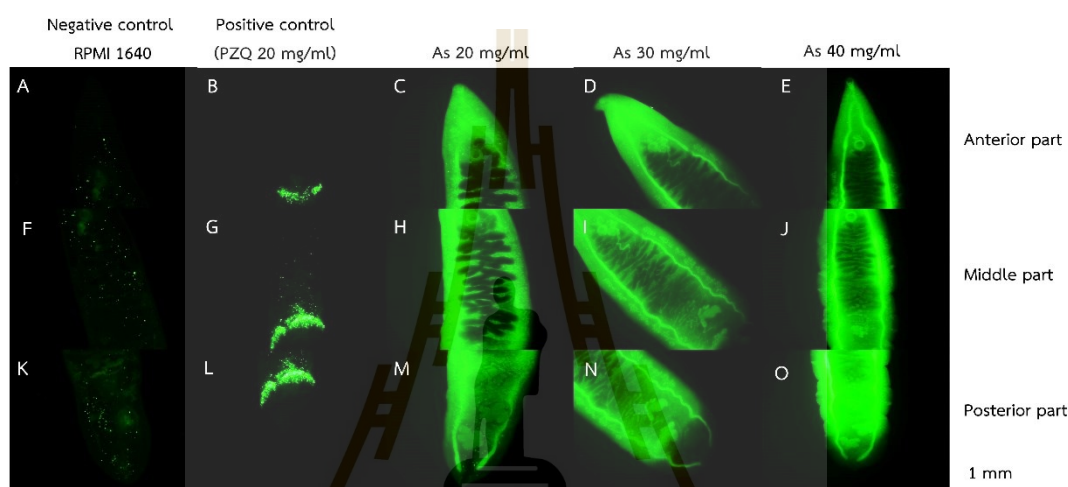 Negative control
RPMI 1640
Positive control
(PZQ 20 mg/ml)
As 20 mg/ml
As 30 mg/ml
As 40 mg/ml
A
B
C
D
E
Anterior part
F
G
H
I
J
Middle part
K
L
M
N
O
Posterior part
1 mm